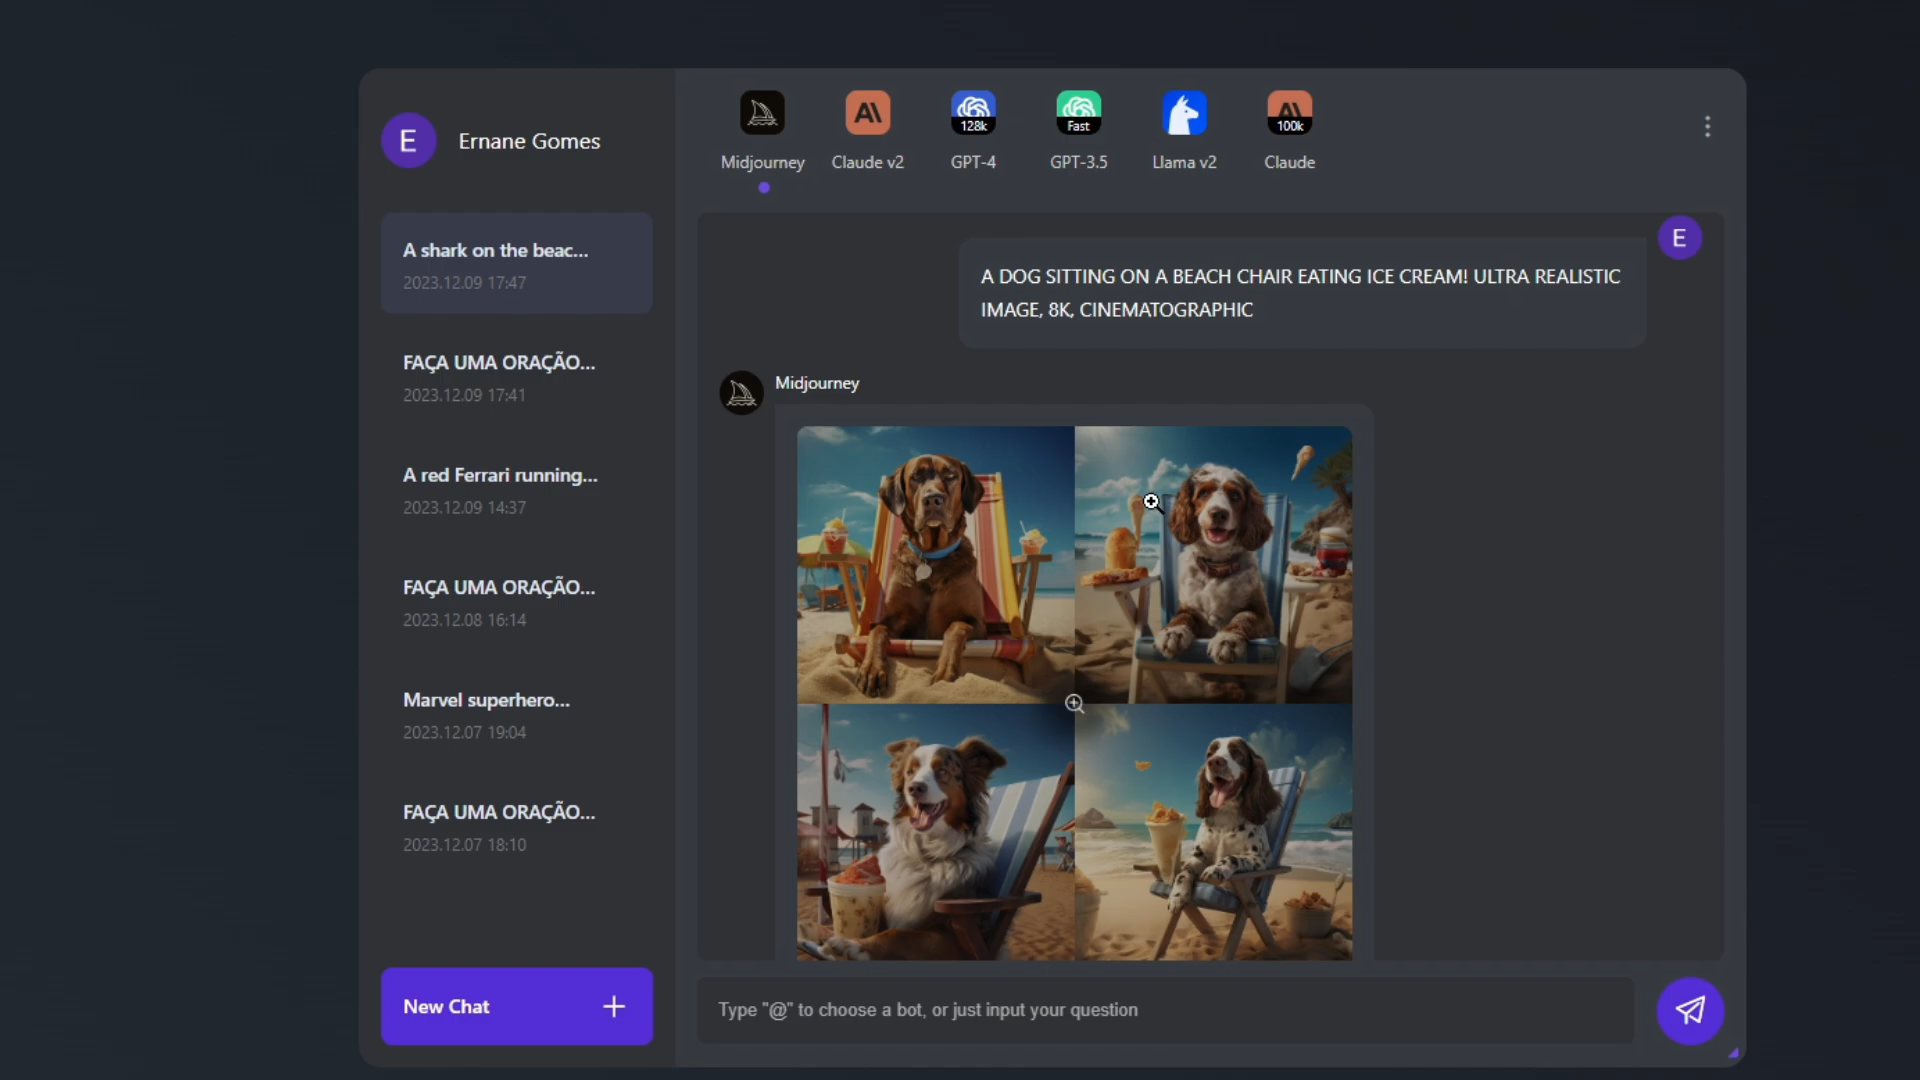 E
Ernane Gomes
A shark on the beac...
2023.12.09 17:47
FAÇA UMA ORAÇÃO...
2023.12.09 17:41
A red Ferrari running...
2023.12.09 14:37
FAÇA UMA ORAÇÃO...
2023.12.08 16:14
Marvel superhero...
2023.12.07 19:04
FAÇA UMA ORAÇÃO...
2023.12.07 18:10
New Chat
128k
Fast
100k
Midjourney
Claude v2
GPT-4
GPT-3.5
Llama v2
Claude
E
A DOG SITTING ON A BEACH CHAIR EATING ICE CREAM! ULTRA REALISTIC
IMAGE, 8K, CINEMATOGRAPHIC
Midjourney
Type "@" to choose a bot, or just input your question